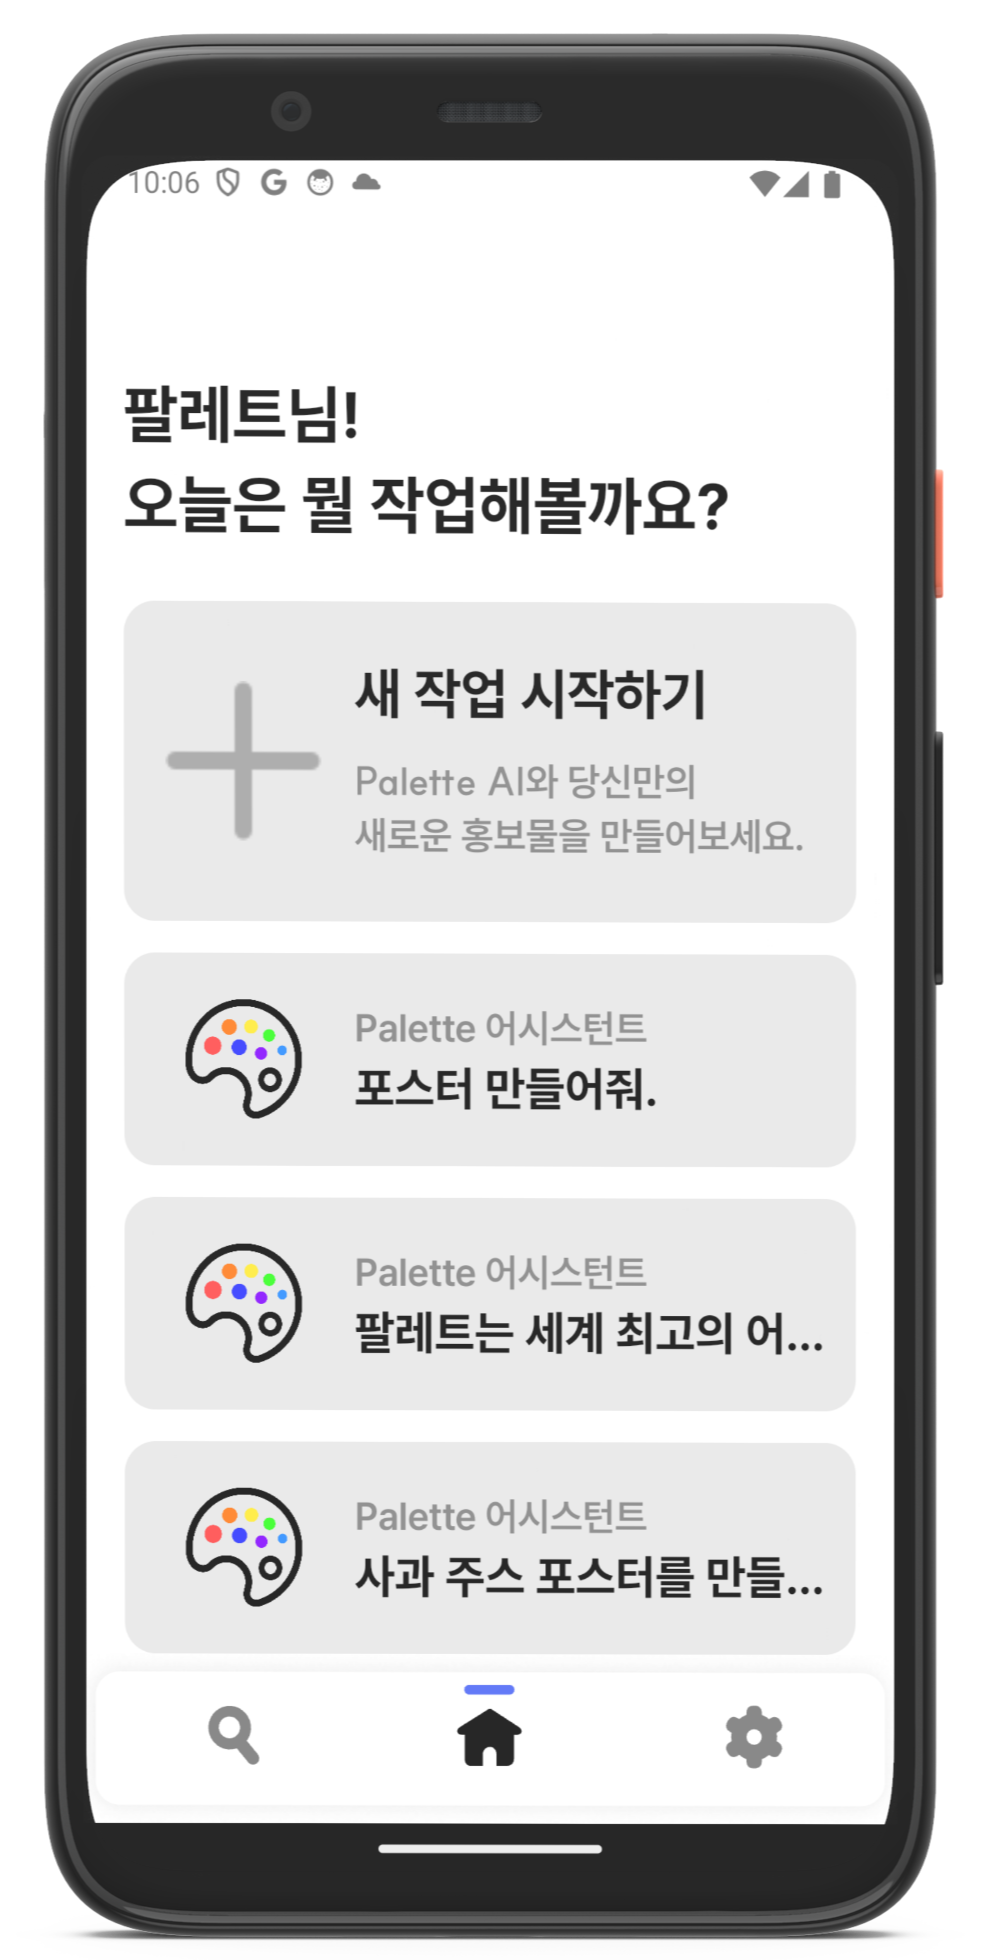 10:06
팔레트님!
오늘은 뭘 작업해볼까요?
새 작업 시작하기
Palette AI와 당신만의
새로운 홍보물을 만들어보세요.
Palette 어시스턴트
포스터 만들어줘.
Palette 어시스턴트
팔레트는 세계 최고의 어...
Palette 어시스턴트
사과 주스 포스터를 만들...